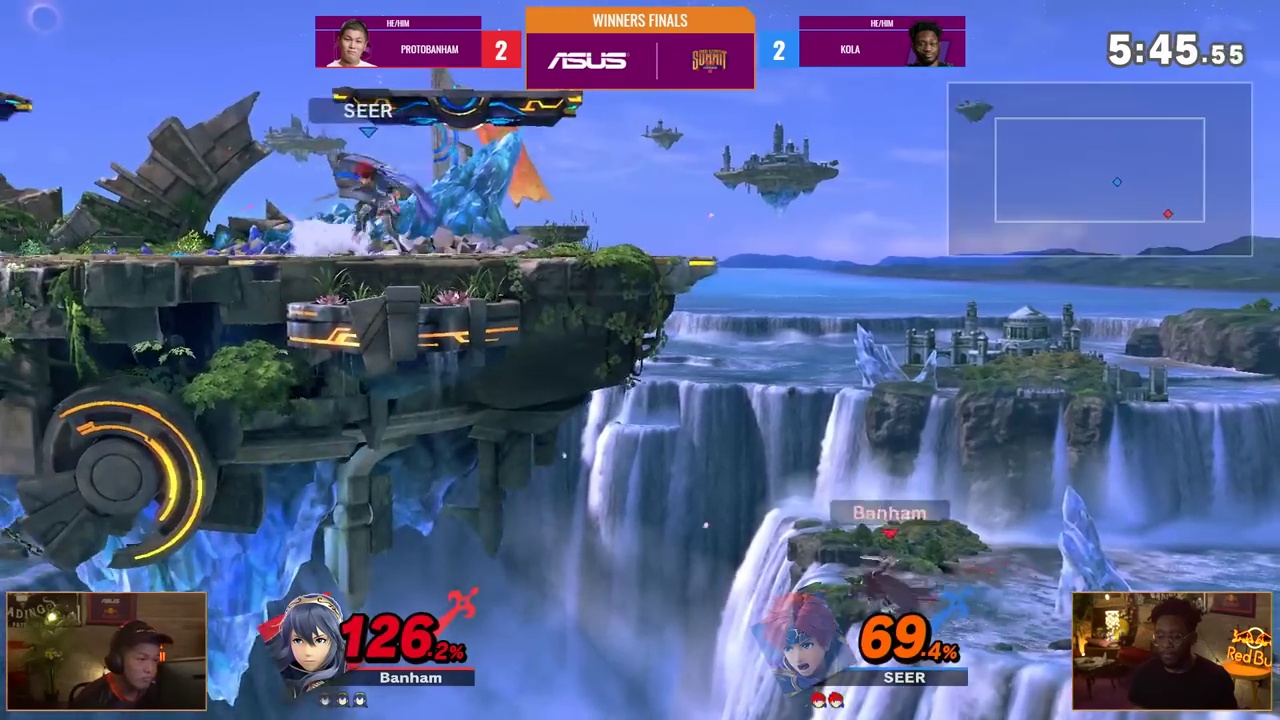 HE/HIM
PROTOBANHAM
2
WINNERS FINALS
ASUS
SUMMIT
2
HE/HIM
KOLA
5:45.55
SEER
Banham
126.2%
Banham
69.4%
SEER
Red Bu